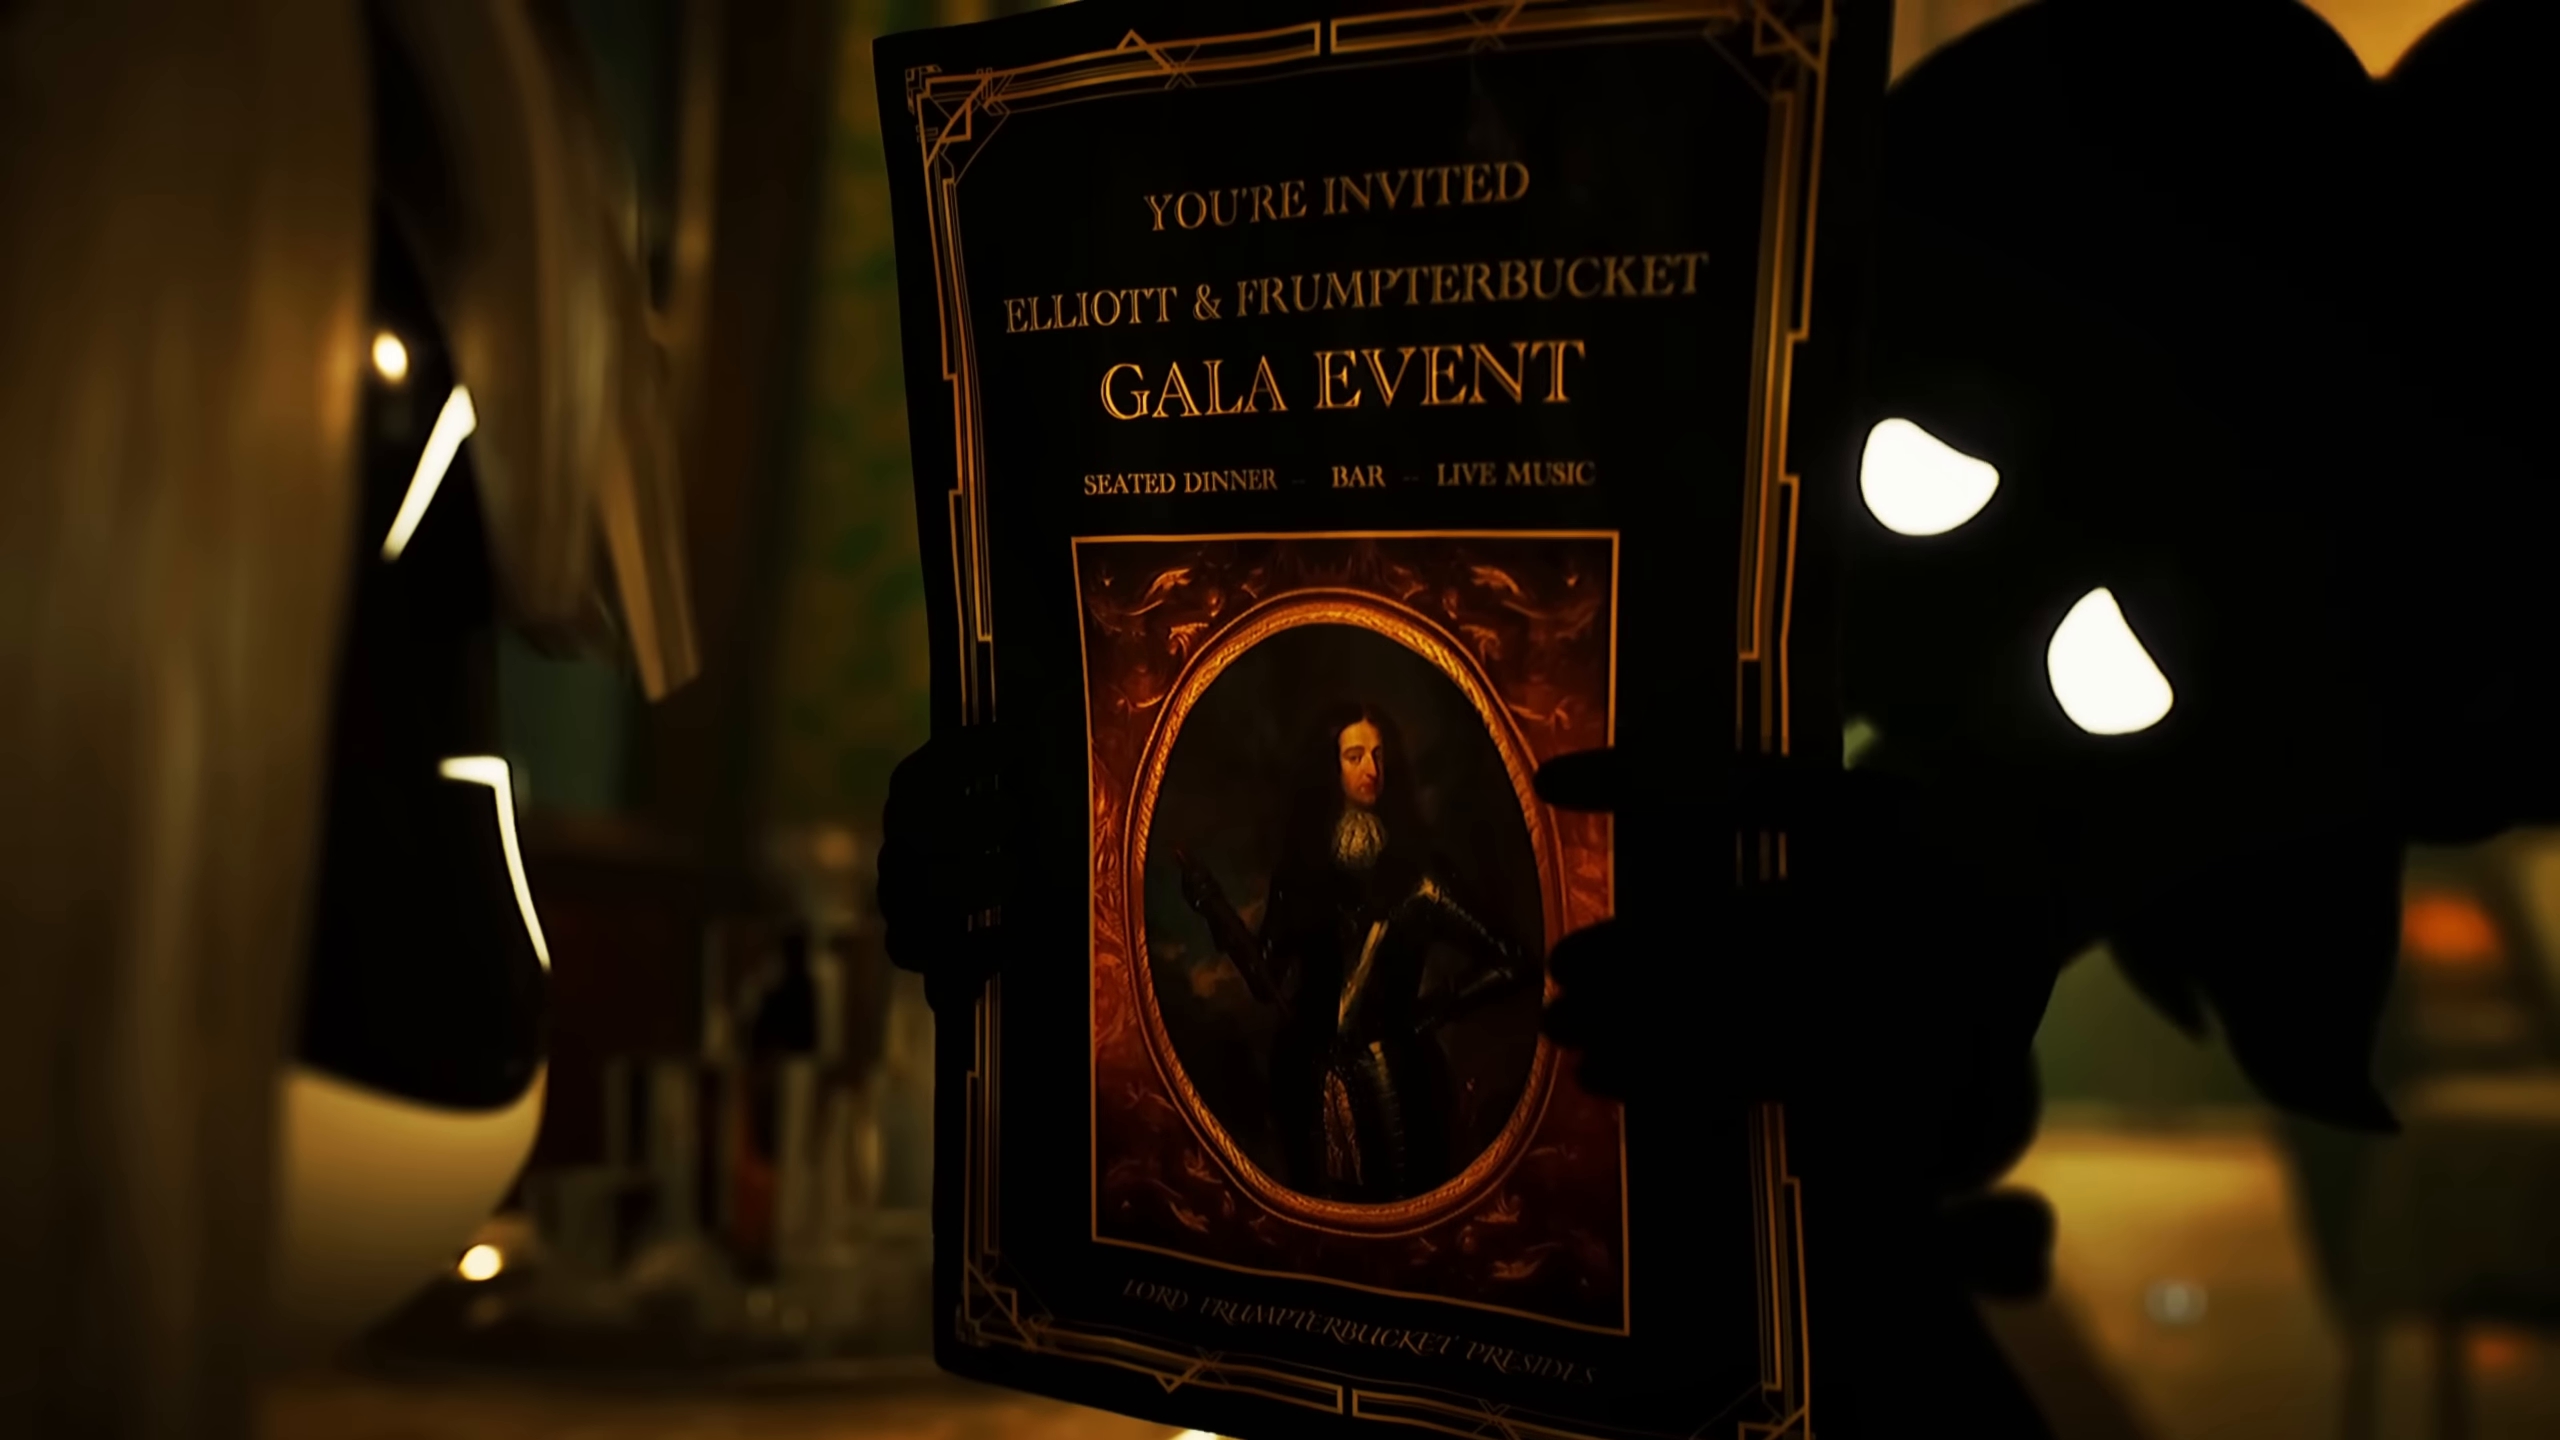 YOU'RE INVITED
ELLIOTT & FRUMPTERBUCKET
GALA EVENT
SEATED DINNER -- BAR -- LIVE MUSIC
LORD FRUMPTERBUCKET PRESIDES